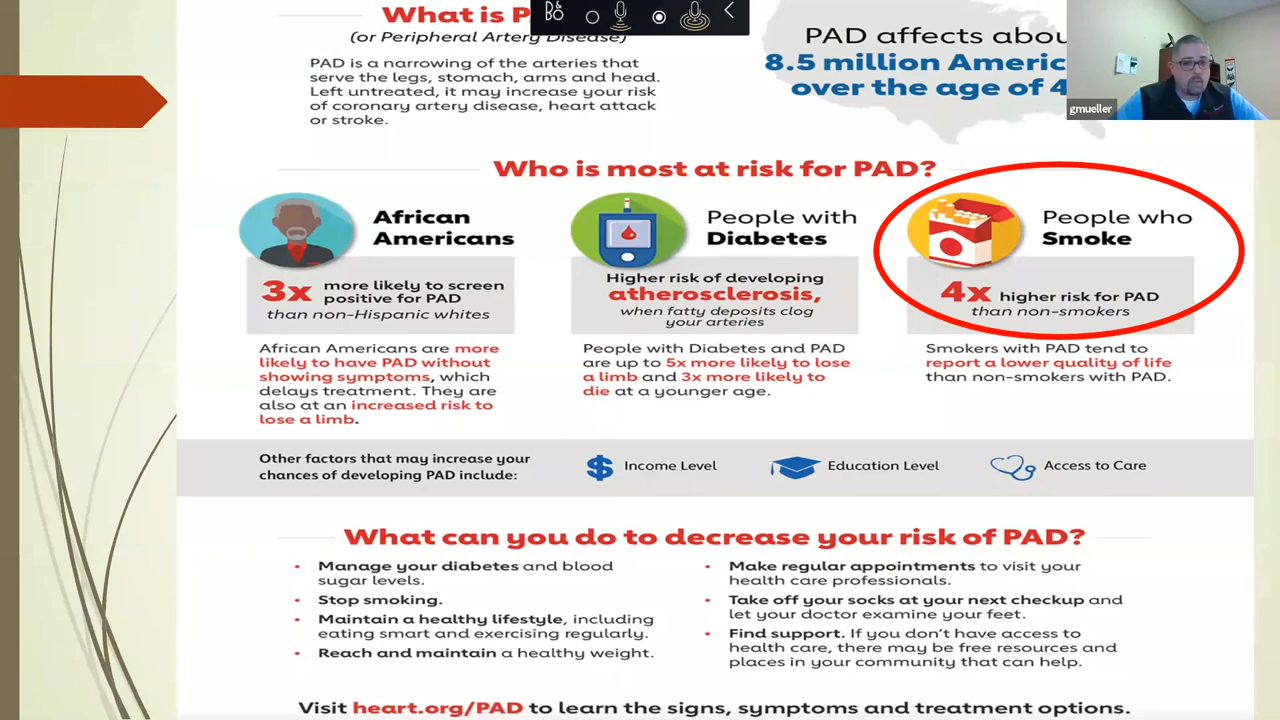 What is P
(or Peripheral Artery Disease)
PAD is a narrowing of the arteries that
serve the legs, stomach, arms and head.
Left untreated, it may increase your risk
of coronary artery disease, heart attack
or stroke.
PAD affects abou
8.5 million Americ
over the age of 4
gmueller
Who is most at risk for PAD?
African
Americans
3x more likely to screen
positive for PAD
than non-Hispanic whites
African Americans are more
likely to have PAD without
showing symptoms, which
delays treatment. They are
also at an increased risk to
lose a limb.
People with
Diabetes
Higher risk of developing
atherosclerosis,
when fatty deposits clog
your arteries
People with Diabetes and PAD
are up to 5x more likely to lose
a limb and 3x more likely to
die at a younger age.
People who
Smoke
4x higher risk for PAD
than non-smokers
Smokers with PAD tend to
report a lower quality of life
than non-smokers with PAD.
Other factors that may increase your
chances of developing PAD include:
Income Level
Education Level
Access to Care
What can you do to decrease your risk of PAD?
• Manage your diabetes and blood
sugar levels.
• Stop smoking.
• Maintain a healthy lifestyle, including
eating smart and exercising regularly.
• Reach and maintain a healthy weight.
• Make regular appointments to visit your
health care professionals.
• Take off your socks at your next checkup and
let your doctor examine your feet.
• Find support. If you don't have access to
health care, there may be free resources and
places in your community that can help.
Visit heart.org/PAD to learn the signs, symptoms and treatment options.